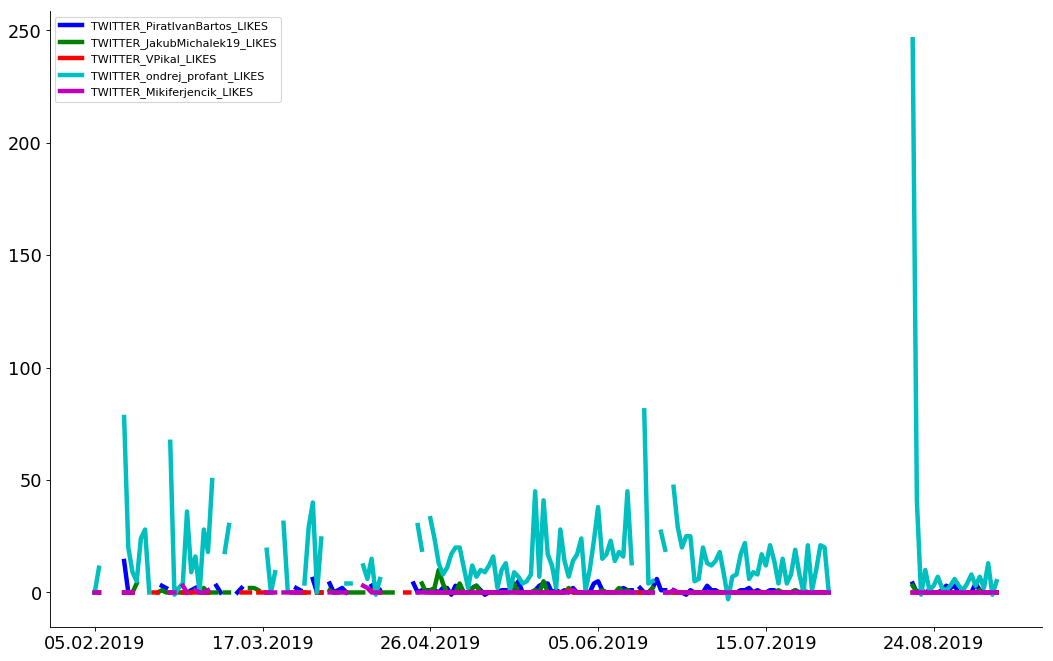 250
200
150
100
50
0
TWITTER_PiratIvanBartos_LIKES
TWITTER_JakubMichalek19_LIKES
TWITTER_VPikal_LIKES
TWITTER_ondrej_profant_LIKES
TWITTER_Mikiferjencik_LIKES
05.02.2019 17.03.2019 26.04.2019 05.06.2019 15.07.2019 24.08.2019